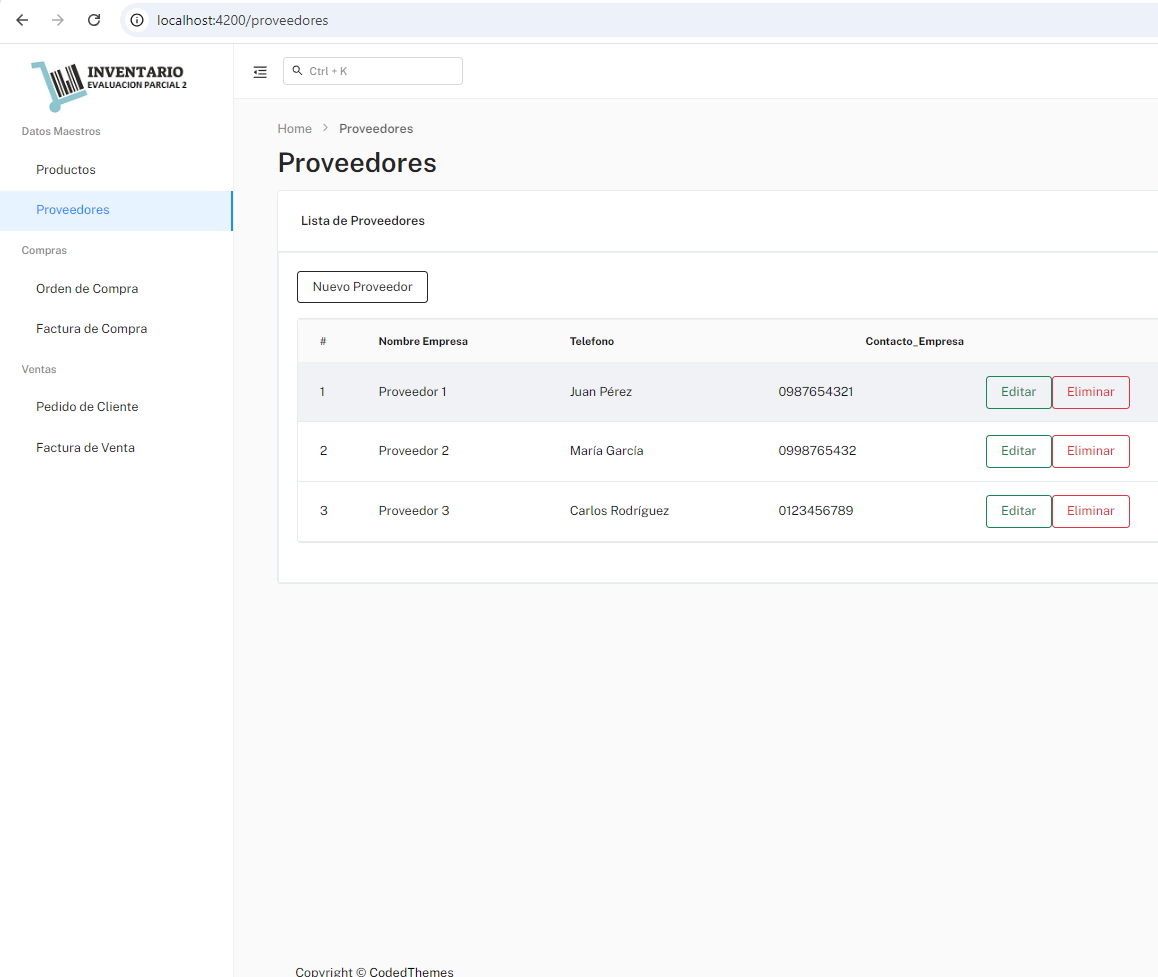 localhost:4200/proveedores
INVENTARIO
EVALUACION PARCIAL 2
Ctrl + K
Datos Maestros
Productos
Proveedores
Compras
Orden de Compra
Factura de Compra
Ventas
Pedido de Cliente
Factura de Venta
Home > Proveedores
Proveedores
Lista de Proveedores
Nuevo Proveedor
# Nombre Empresa Telefono Contacto_Empresa
1 Proveedor 1 Juan Pérez 0987654321 Editar Eliminar
2 Proveedor 2 María García 0998765432 Editar Eliminar
3 Proveedor 3 Carlos Rodríguez 0123456789 Editar Eliminar
Copyright © CodedThemes